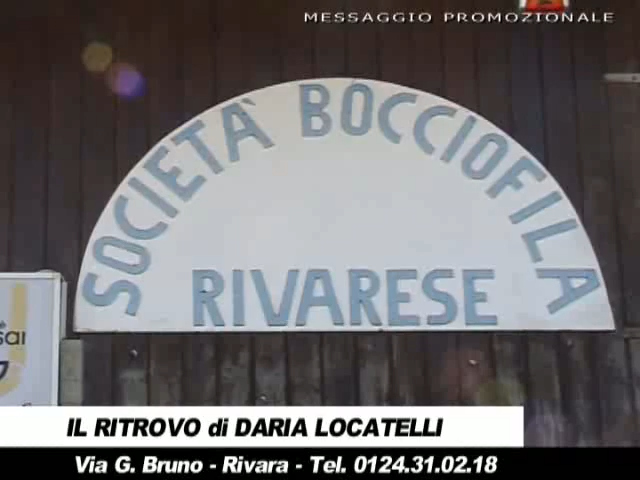 MESSAGGIO PROMOZIONALE
SOCIETÀ BOCCIOFILA
RIVARESE
IL RITROVO di DARIA LOCATELLI
Via G. Bruno - Rivara - Tel. 0124.31.02.18